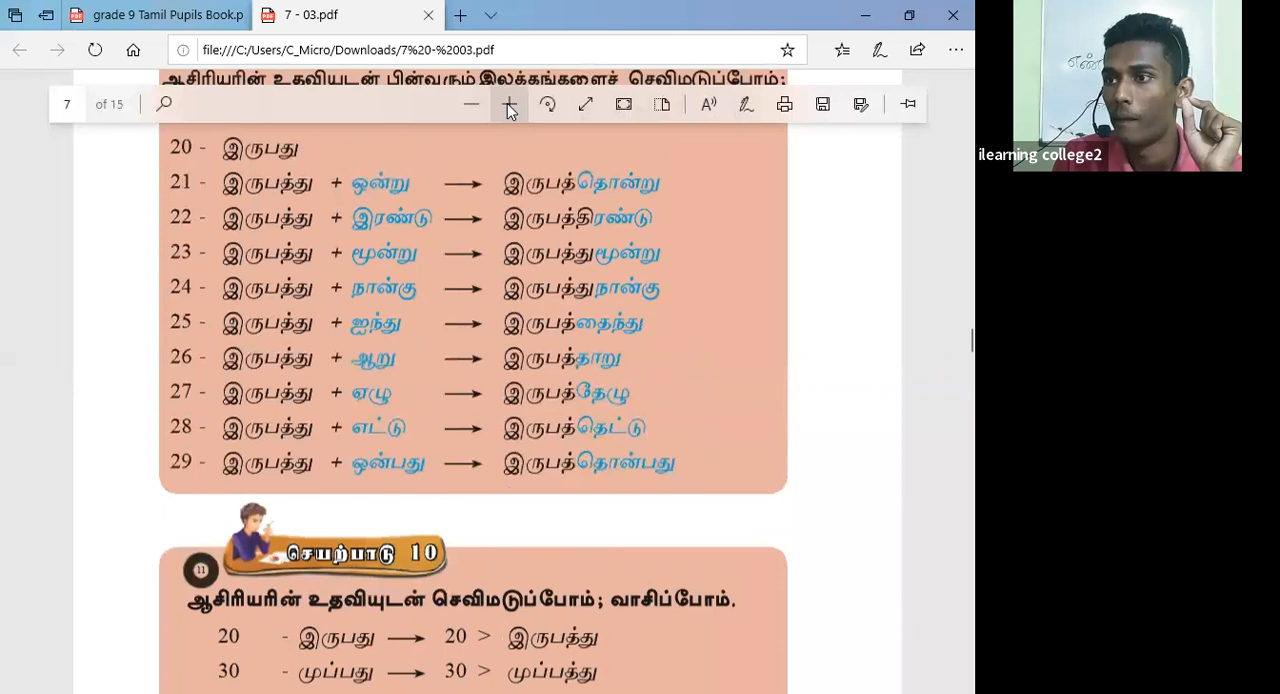 grade 9 Tamil Pupils Book.p
7 - 03.pdf
file:///C:/Users/C_Micro/Downloads/7%20-%2003.pdf
ஆசிரியரின் உதவியுடன் பின்வரும் இலக்கங்களைச் செவிமடுப்போம்;
7 of 15
எண்
ilearning college2
20 - இருபது
21 - இருபத்து + ஒன்று → இருபத்தொன்று
22 - இருபத்து + இரண்டு → இருபத்திரண்டு
23 - இருபத்து + மூன்று → இருபத்துமூன்று
24 - இருபத்து + நான்கு → இருபத்துநான்கு
25 - இருபத்து + ஐந்து → இருபத்தைந்து
26 - இருபத்து + ஆறு → இருபத்தாறு
27 - இருபத்து + ஏழு → இருபத்தேழு
28 - இருபத்து + எட்டு → இருபத்தெட்டு
29 - இருபத்து + ஒன்பது → இருபத்தொன்பது
செயற்பாடு 10
11
ஆசிரியரின் உதவியுடன் செவிமடுப்போம்; வாசிப்போம்.
20 - இருபது → 20 > இருபத்து
30 - முப்பது → 30 > முப்பத்து